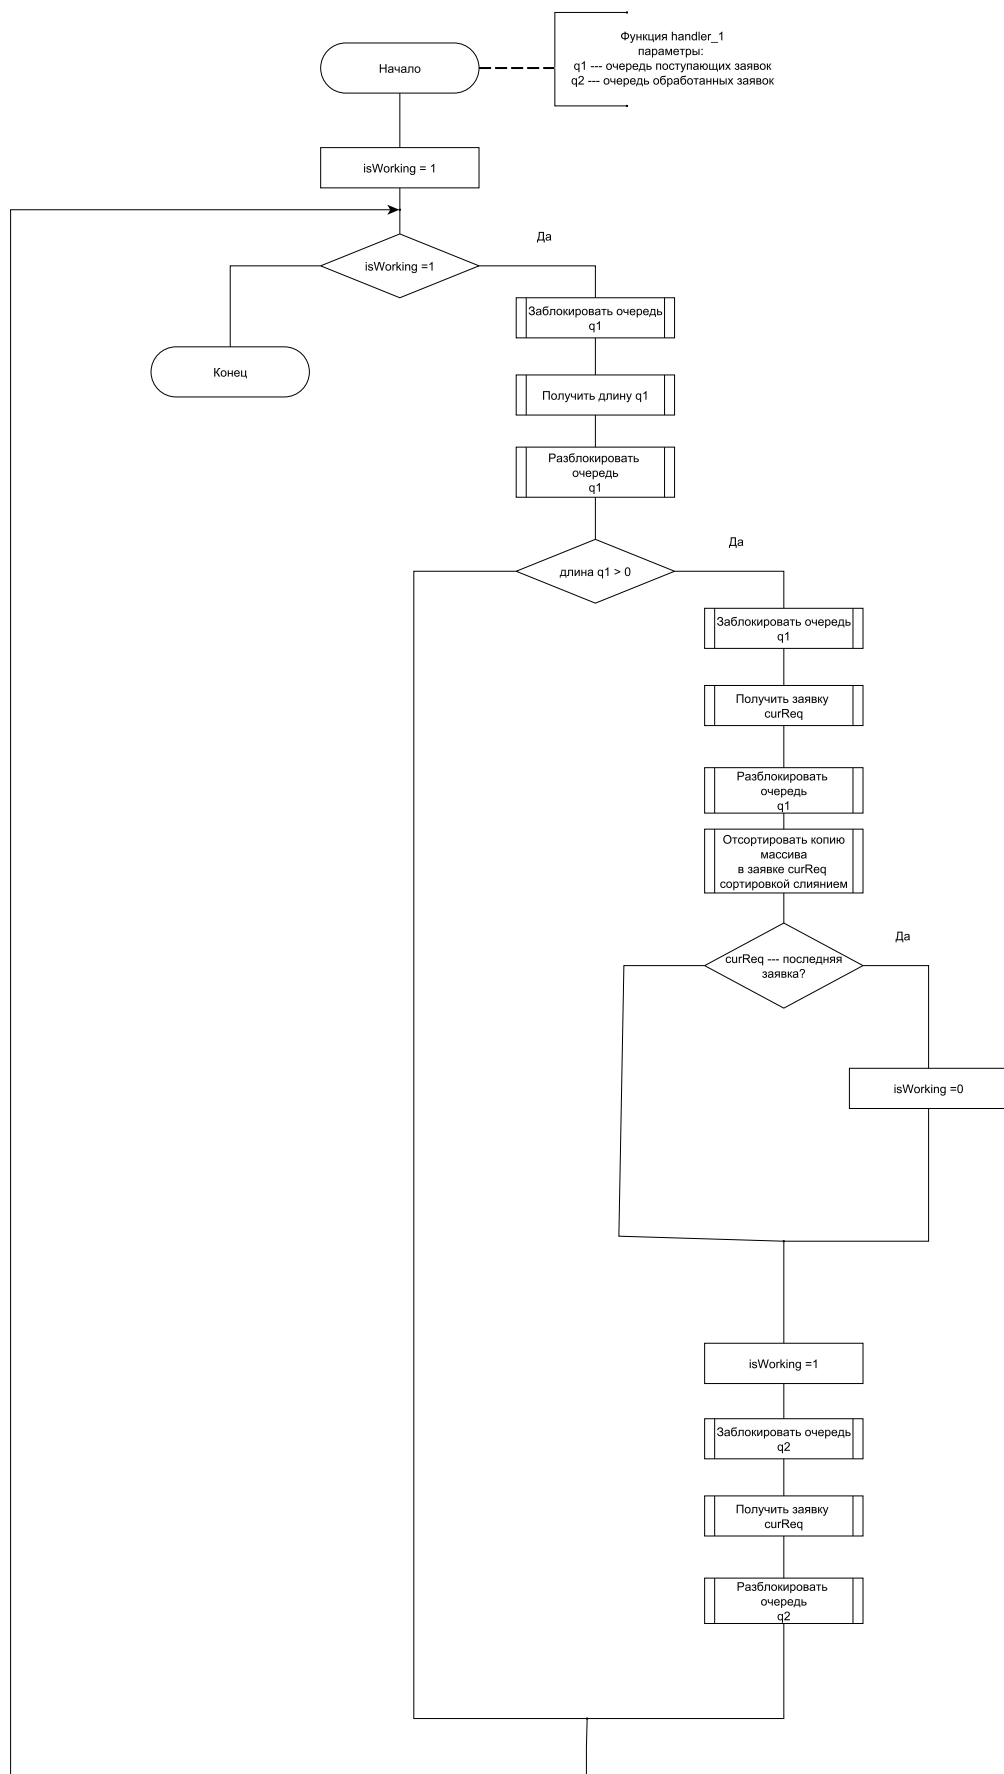 Функция handler_1
параметры:
q1 --- очередь поступающих заявок
q2 --- очередь обработанных заявок
Начало
isWorking = 1
Да
isWorking =1
Заблокировать очередь
q1
Конец
Получить длину q1
Разблокировать
очередь
q1
Да
длина q1 > 0
Заблокировать очередь
q1
Получить заявку
curReq
Разблокировать
очередь
q1
Отсортировать копию
массива
в заявке curReq
сортировкой слиянием
Да
curReq --- последняя
заявка?
isWorking =0
isWorking =1
Заблокировать очередь
q2
Получить заявку
curReq
Разблокировать
очередь
q2